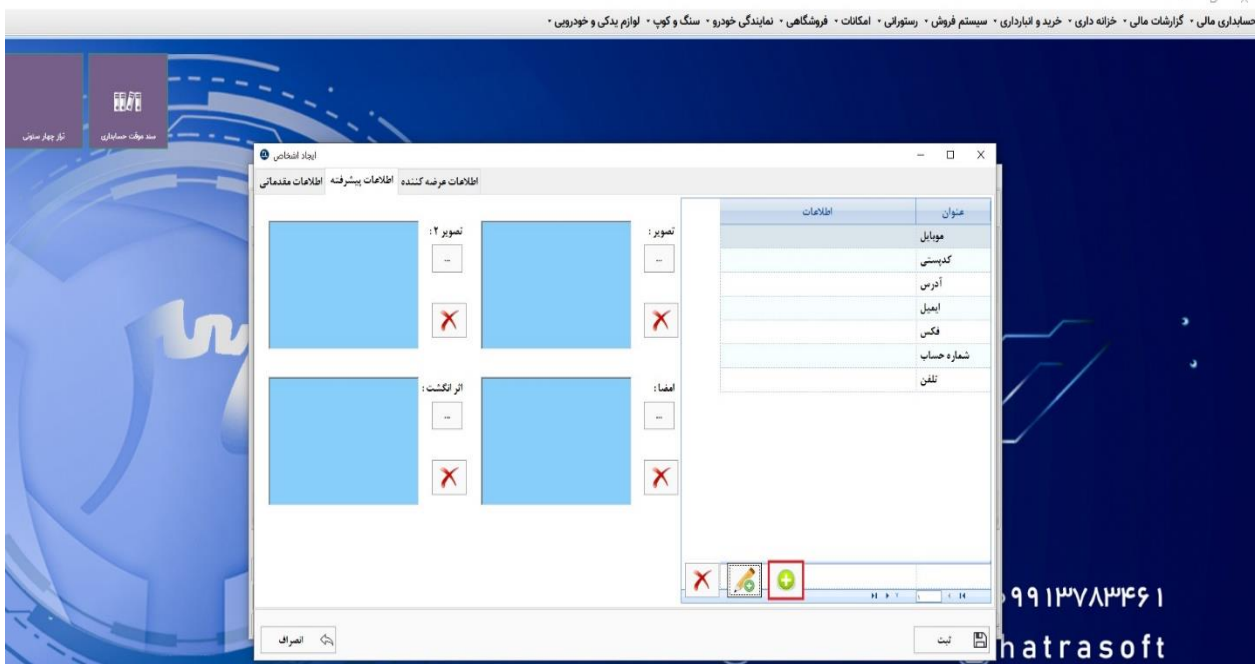 حسابداری مالی - گزارشات مالی - خزانه داری - خرید و انبارداری - سیستم فروش - رستورانی - امکانات - فروشگاهی - نمایندگی خودرو - سنگ و کوپ - لوازم یدکی و خودرویی -
سند موقت حسابداری
تراز چهار ستونی
ایجاد اشخاص
اطلاعات مقدماتی
اطلاعات پیشرفته
اطلاعات عرضه کننده
عنوان
اطلاعات
موبایل
کدپستی
آدرس
ایمیل
فکس
شماره حساب
تلفن
تصویر :
...
تصویر ۲ :
...
امضا :
...
اثر انگشت :
...
ثبت
انصراف
۰۹۹۱۳۷۸۳۴۶۱
hatrasoft